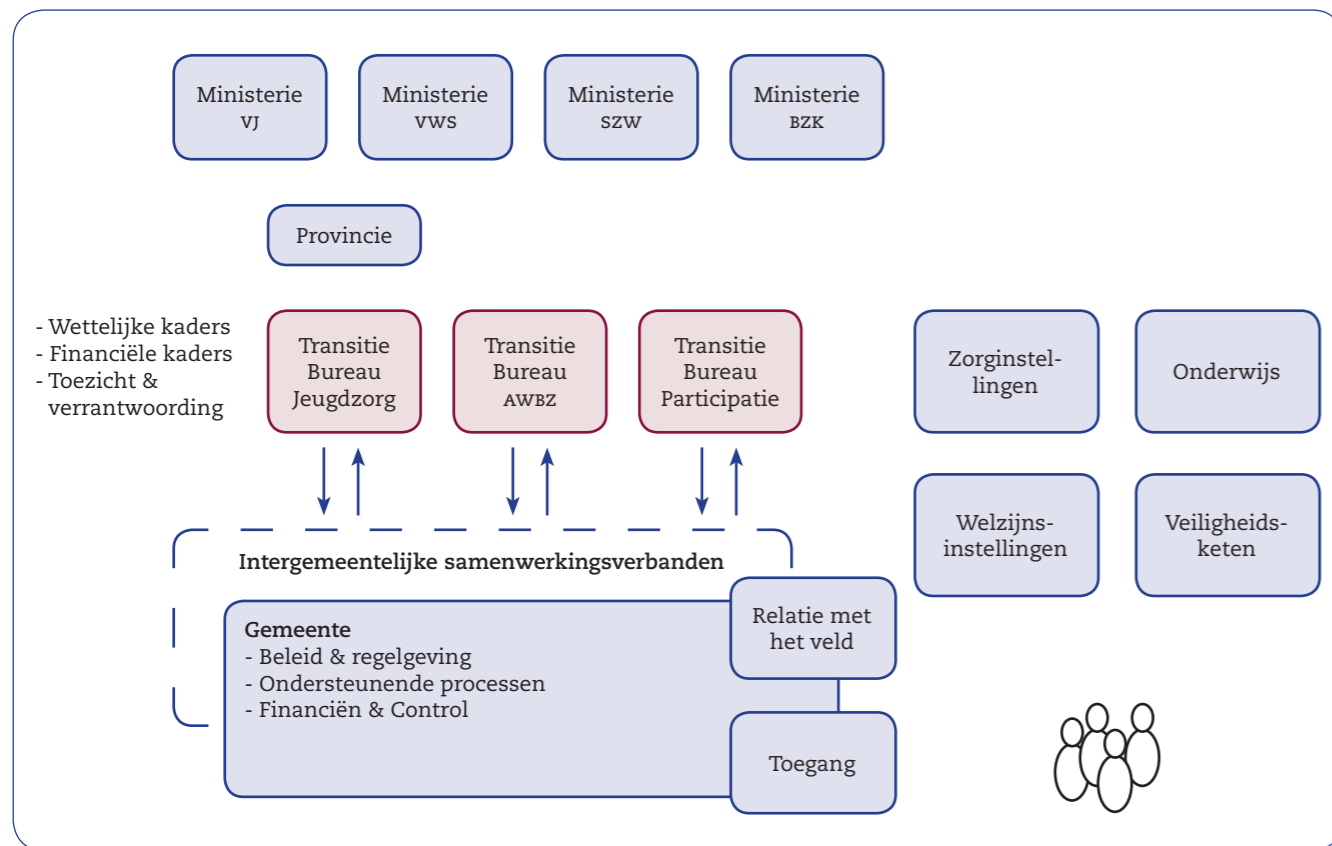 Ministerie
VJ
Ministerie
VWS
Ministerie
SZW
Ministerie
BZK
Provincie
- Wettelijke kaders
- Financiële kaders
- Toezicht &
verrantwoording
Transitie
Bureau
Jeugdzorg
Transitie
Bureau
AWBZ
Transitie
Bureau
Participatie
Zorginstel-
lingen
Onderwijs
Welzijns-
instellingen
Veiligheids-
keten
Intergemeentelijke samenwerkingsverbanden
Gemeente
- Beleid & regelgeving
- Ondersteunende processen
- Financiën & Control
Relatie met
het veld
Toegang